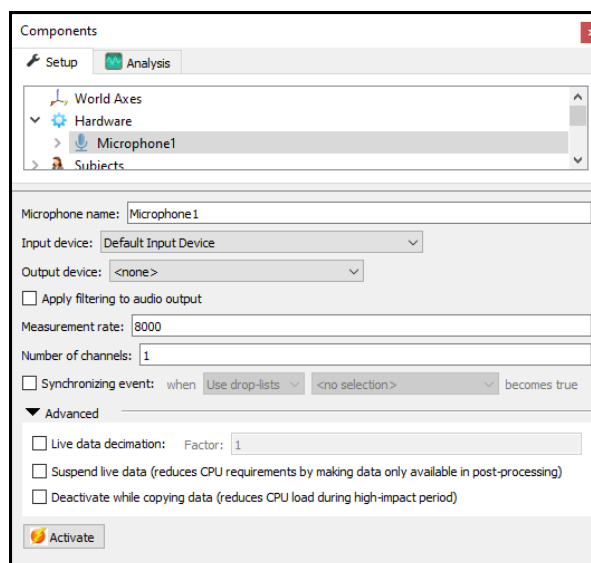 Components
Setup Analysis
World Axes
Hardware
Microphone1
Subjects
Microphone name: Microphone1
Input device: Default Input Device
Output device: <none>
Apply filtering to audio output
Measurement rate: 8000
Number of channels: 1
Synchronizing event: when Use drop-lists <no selection> becomes true
Advanced
Live data decimation: Factor: 1
Suspend live data (reduces CPU requirements by making data only available in post-processing)
Deactivate while copying data (reduces CPU load during high-impact period)
Activate